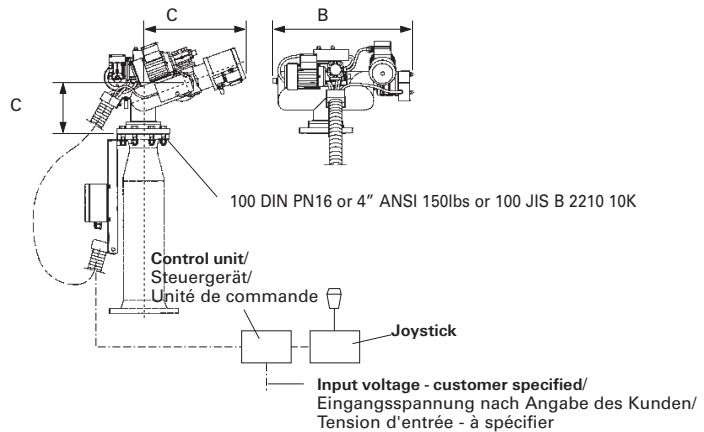 C
B
C
100 DIN PN16 or 4” ANSI 150lbs or 100 JIS B 2210 10K
Control unit/
Steuergerät/
Unité de commande
Joystick
Input voltage - customer specified/
Eingangsspannung nach Angabe des Kunden/
Tension d'entrée - à spécifier